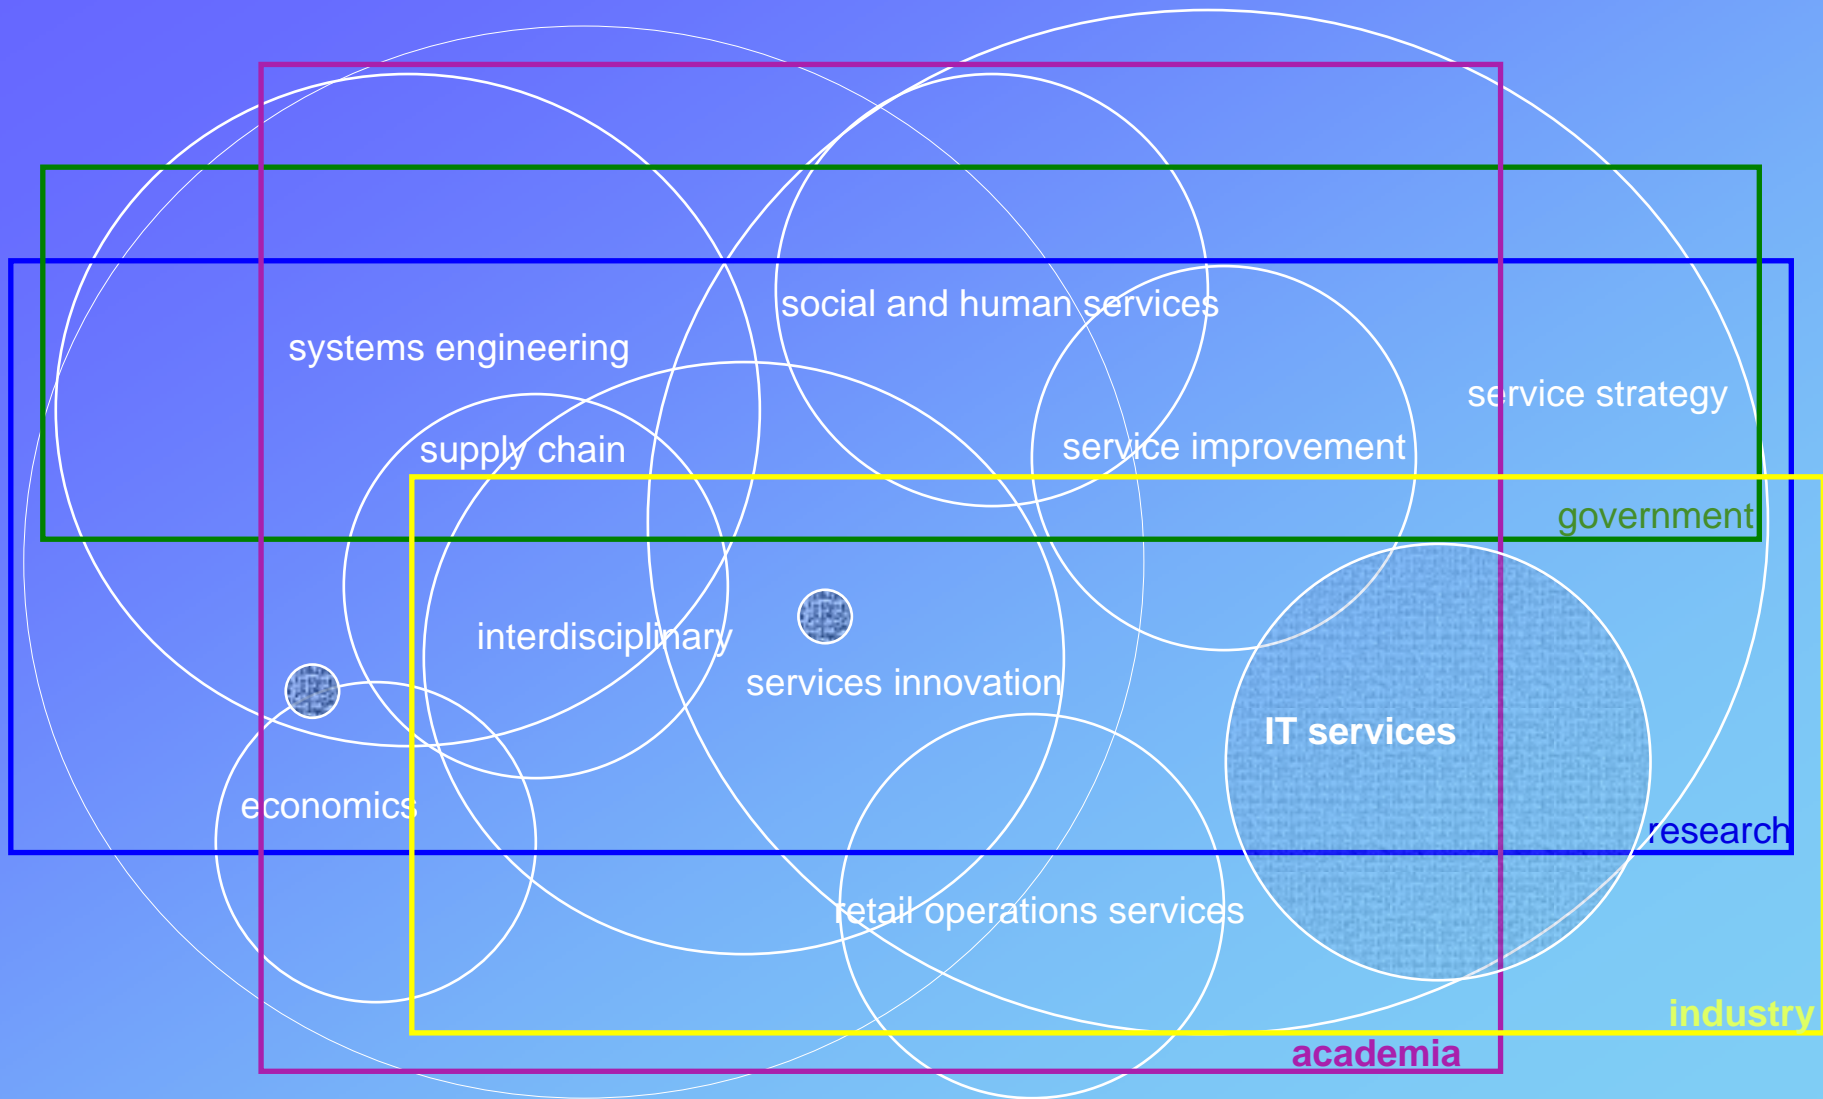 social and human services
systems engineering
service strategy
supply chain
service improvement
government
interdisciplinary
services innovation
IT services
economics
research
retail operations services
industry
academia